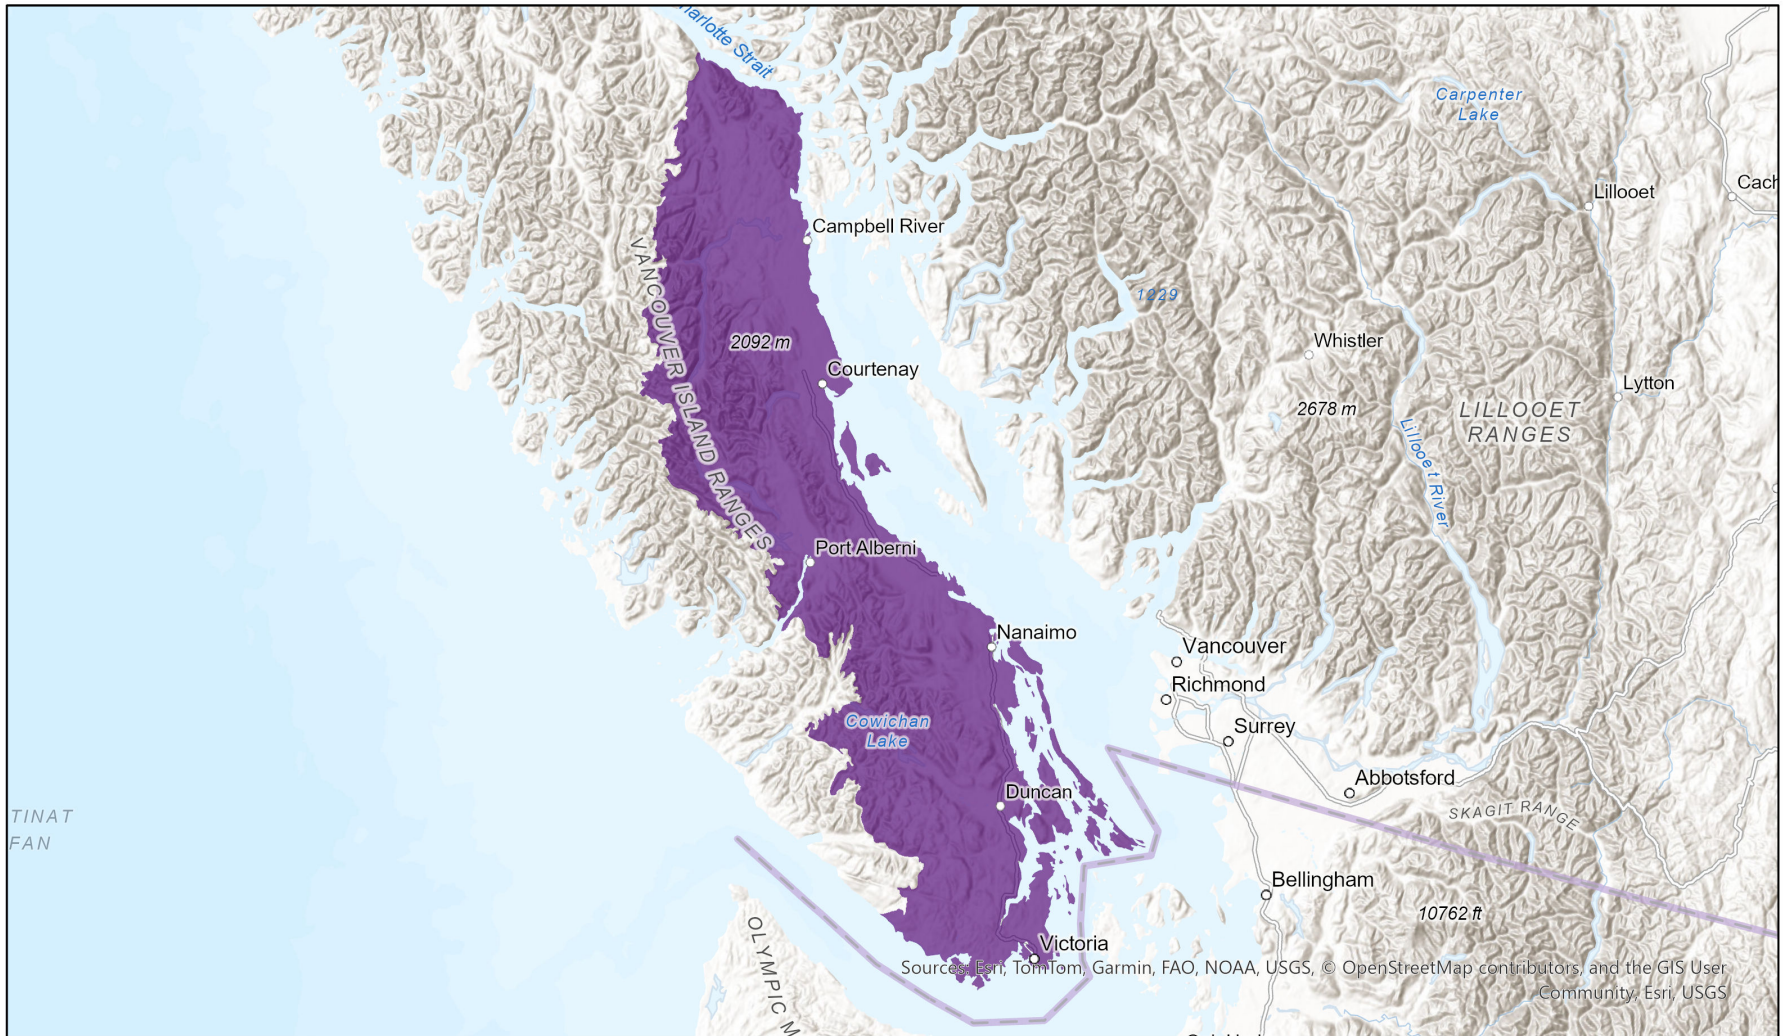 harlotte Strait
Carpenter
Lake
Lillooet
Cach
Campbell River
VANCOUVER ISLAND RANGES
1229
2092 m
Whistler
Courtenay
Lytton
2678 m
LILLOOET
RANGES
Lillooet River
Port Alberni
Nanaimo
Vancouver
Richmond
Cowichan
Lake
Surrey
Abbotsford
Duncan
TINAT
FAN
SKAGIT RANGE
Bellingham
10762 ft
OLYMPIC M
Victoria
Sources: Esri, TomTom, Garmin, FAO, NOAA, USGS, © OpenStreetMap contributors, and the GIS User
Community, Esri, USGS